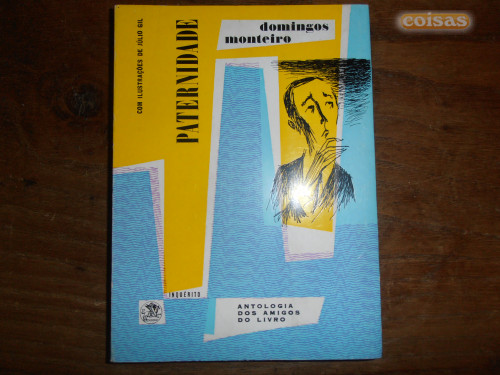 coisas
domingos
monteiro
PATERNIDADE
COM ILUSTRAÇÕES DE JÚLIO GIL
INQUÉRITO
ANTOLOGIA
DOS AMIGOS
DO LIVRO